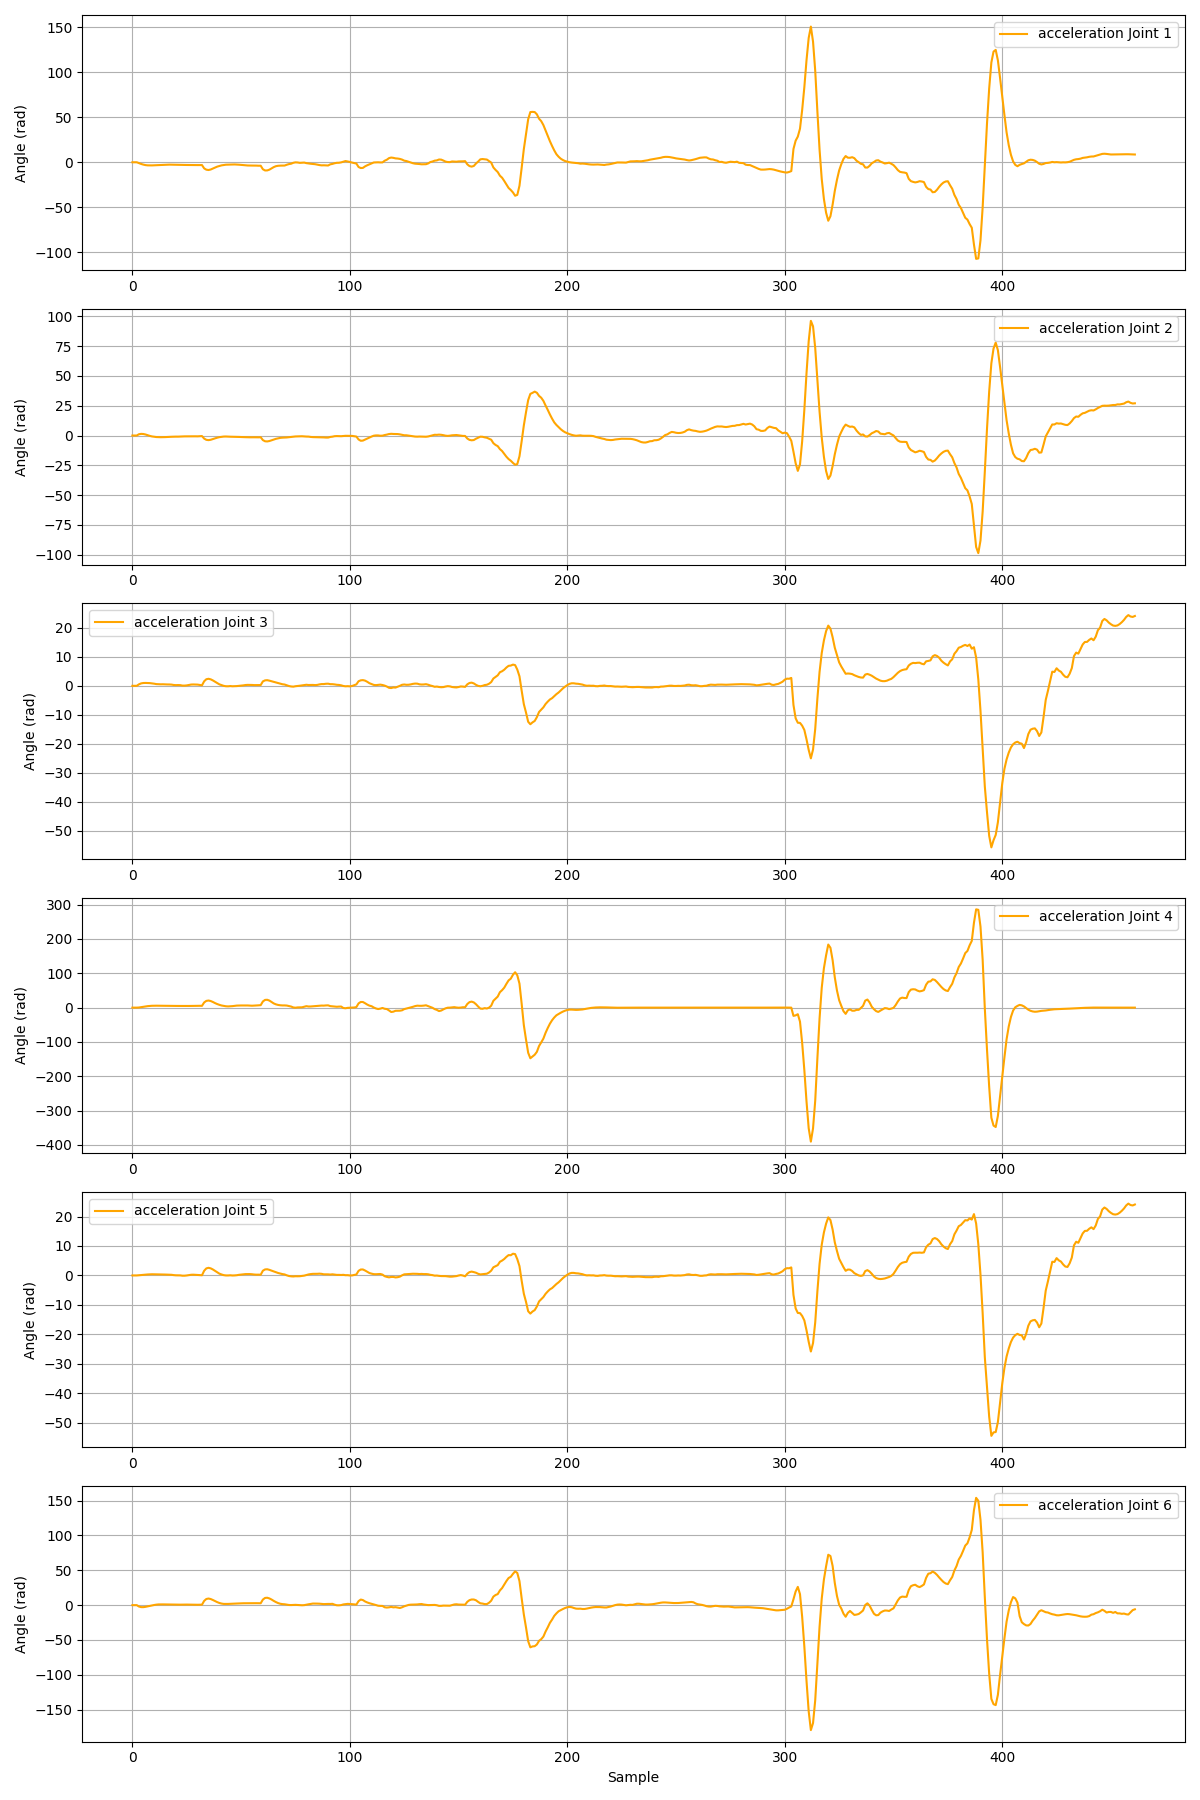 acceleration Joint 1
Angle (rad)
150
100
50
0
−50
−100
0 100 200 300 400
acceleration Joint 2
Angle (rad)
100
75
50
25
0
−25
−50
−75
−100
0 100 200 300 400
acceleration Joint 3
Angle (rad)
20
10
0
−10
−20
−30
−40
−50
0 100 200 300 400
acceleration Joint 4
Angle (rad)
300
200
100
0
−100
−200
−300
−400
0 100 200 300 400
acceleration Joint 5
Angle (rad)
20
10
0
−10
−20
−30
−40
−50
0 100 200 300 400
acceleration Joint 6
Angle (rad)
150
100
50
0
−50
−100
−150
0 100 200 300 400
Sample